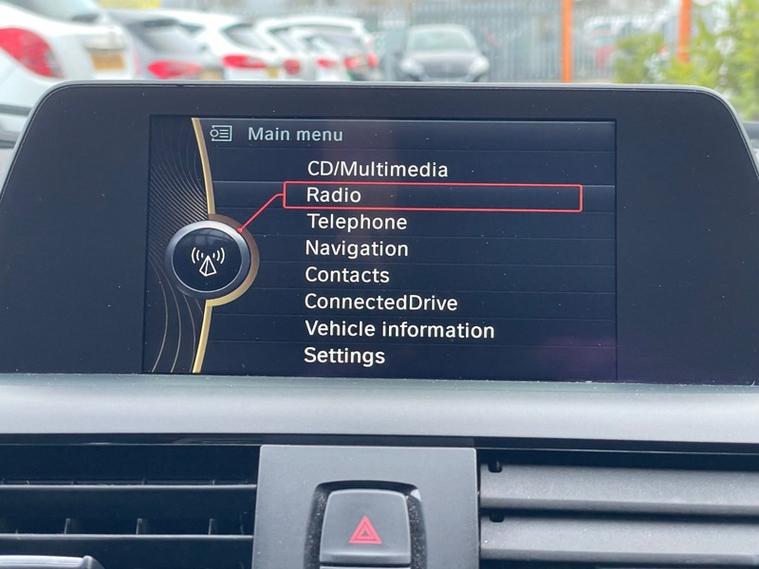 Main menu
CD/Multimedia
Radio
Telephone
Navigation
Contacts
ConnectedDrive
Vehicle information
Settings